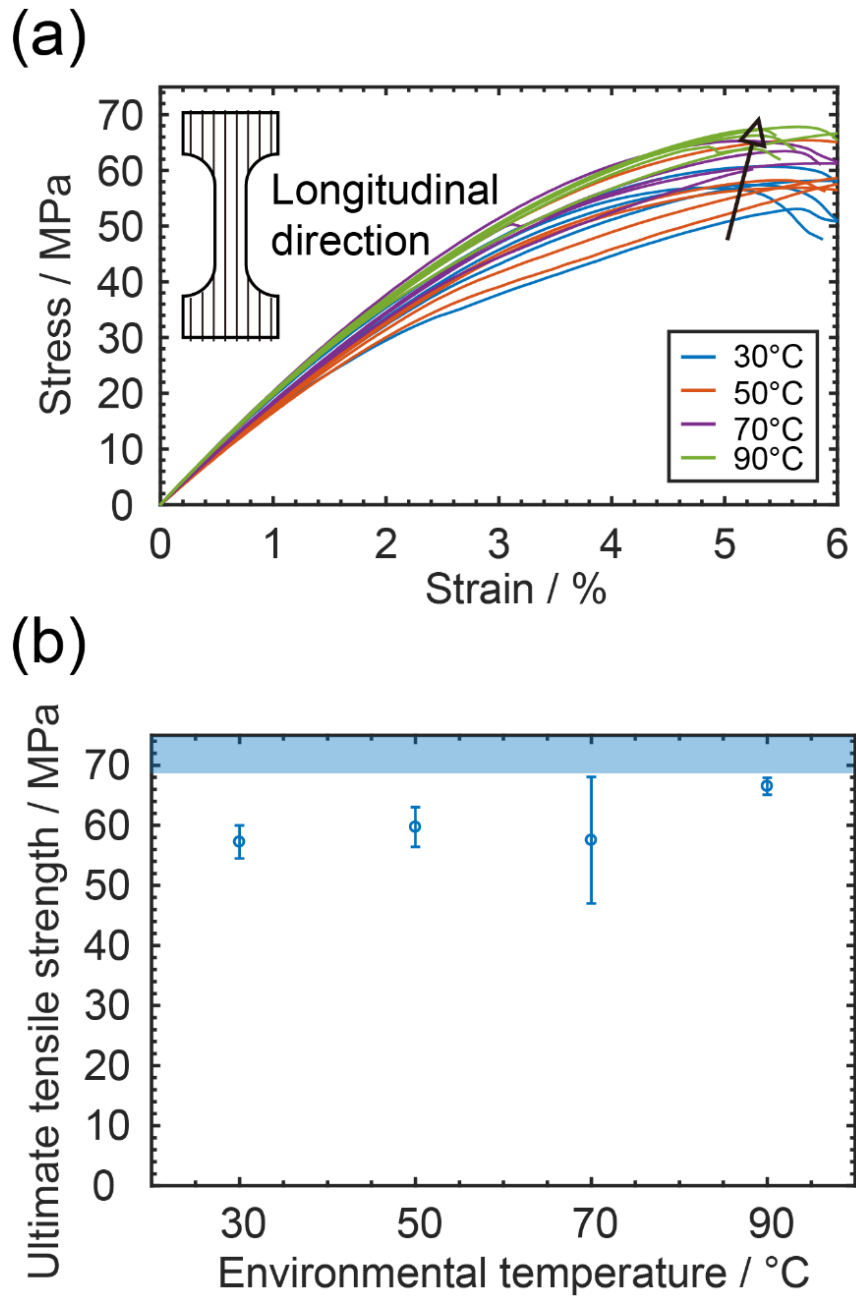 (a)
70
60
50
40
30
20
10
0
Stress / MPa
Longitudinal
direction
30°C
50°C
70°C
90°C
0 1 2 3 4 5 6
Strain / %
(b)
70
60
50
40
30
20
10
0
Ultimate tensile strength / MPa
30 50 70 90
Environmental temperature / °C